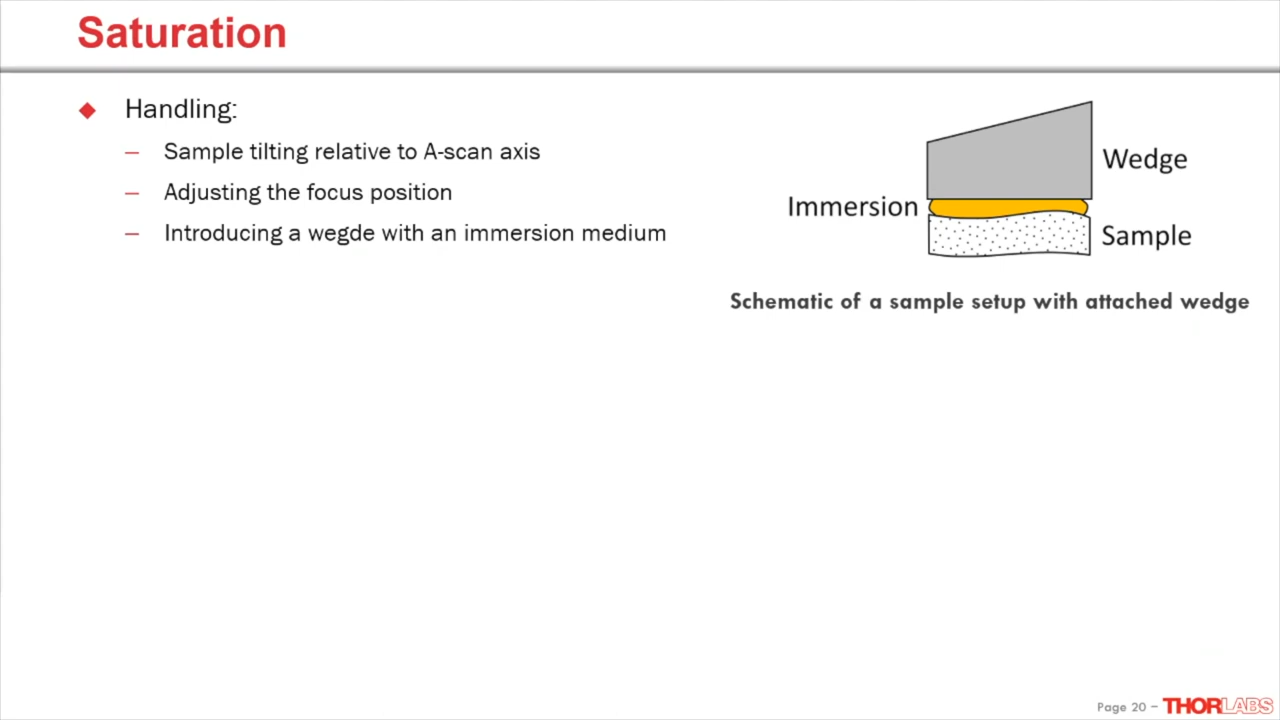 Saturation
Handling:
– Sample tilting relative to A-scan axis
– Adjusting the focus position
– Introducing a wegde with an immersion medium
Wedge
Immersion
Sample
Schematic of a sample setup with attached wedge
Page 20 – THORLABS